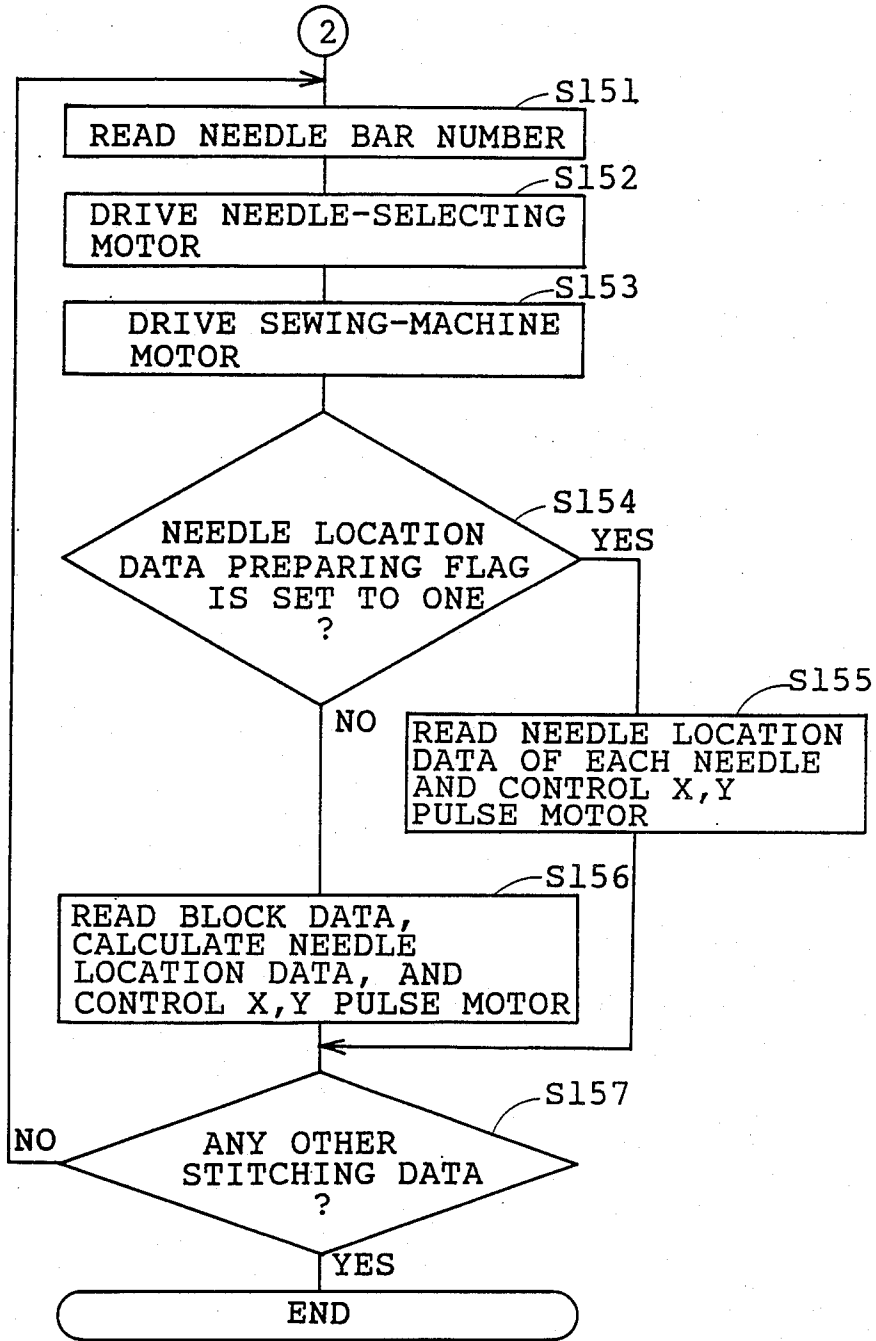 2
S151
READ NEEDLE BAR NUMBER
S152
DRIVE NEEDLE-SELECTING
MOTOR
S153
DRIVE SEWING-MACHINE
MOTOR
S154
NEEDLE LOCATION
DATA PREPARING FLAG
IS SET TO ONE
?
YES
NO
S155
READ NEEDLE LOCATION
DATA OF EACH NEEDLE
AND CONTROL X,Y
PULSE MOTOR
S156
READ BLOCK DATA,
CALCULATE NEEDLE
LOCATION DATA, AND
CONTROL X,Y PULSE MOTOR
S157
NO
ANY OTHER
STITCHING DATA
?
YES
END